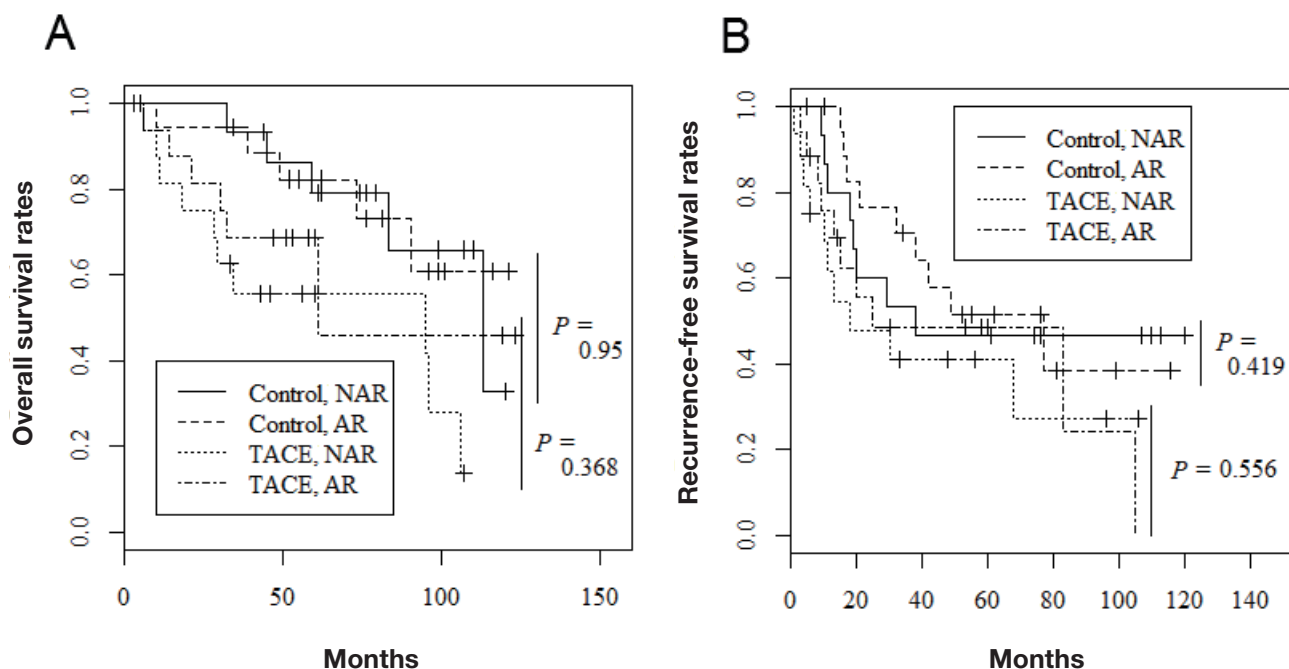 A
Overall survival rates
1.0
0.8
0.6
0.4
0.2
0.0
Control, NAR
Control, AR
TACE, NAR
TACE, AR
P =
0.95
P =
0.368
0 50 100 150
Months
B
Recurrence-free survival rates
1.0
0.8
0.6
0.4
0.2
0.0
Control, NAR
Control, AR
TACE, NAR
TACE, AR
P =
0.419
P = 0.556
0 20 40 60 80 100 120 140
Months